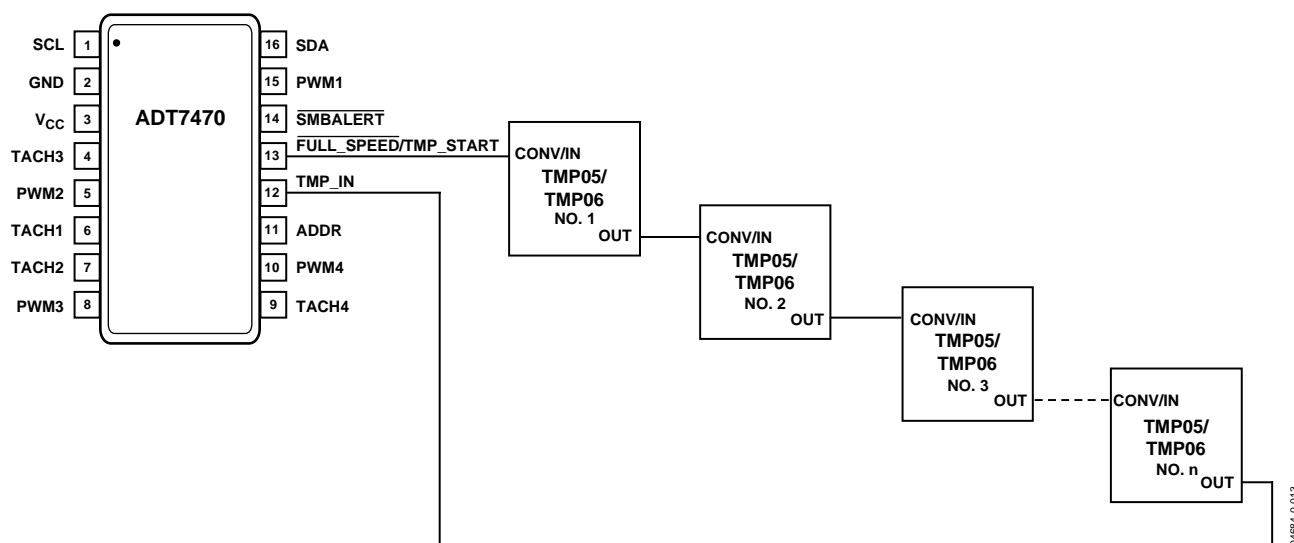 SCL 1
GND 2
VCC 3
TACH3 4
PWM2 5
TACH1 6
TACH2 7
PWM3 8
ADT7470
16 SDA
15 PWM1
14 SMBALERT
13 FULL_SPEED/TMP_START
12 TMP_IN
11 ADDR
10 PWM4
9 TACH4
CONV/IN
TMP05/
TMP06
NO. 1
OUT
CONV/IN
TMP05/
TMP06
NO. 2
OUT
CONV/IN
TMP05/
TMP06
NO. 3
OUT
CONV/IN
TMP05/
TMP06
NO. n
OUT
04684-0-013